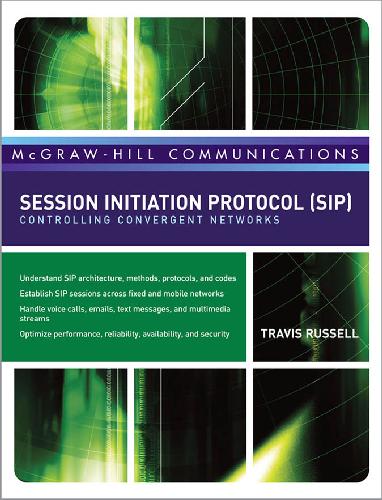 McGRAW-HILL COMMUNICATIONS
SESSION INITIATION PROTOCOL (SIP)
CONTROLLING CONVERGENT NETWORKS
Understand SIP architecture, methods, protocols, and codes
Establish SIP sessions across fixed and mobile networks
Handle voice calls, emails, text messages, and multimedia
streams
Optimize performance, reliability, availability, and security
TRAVIS RUSSELL